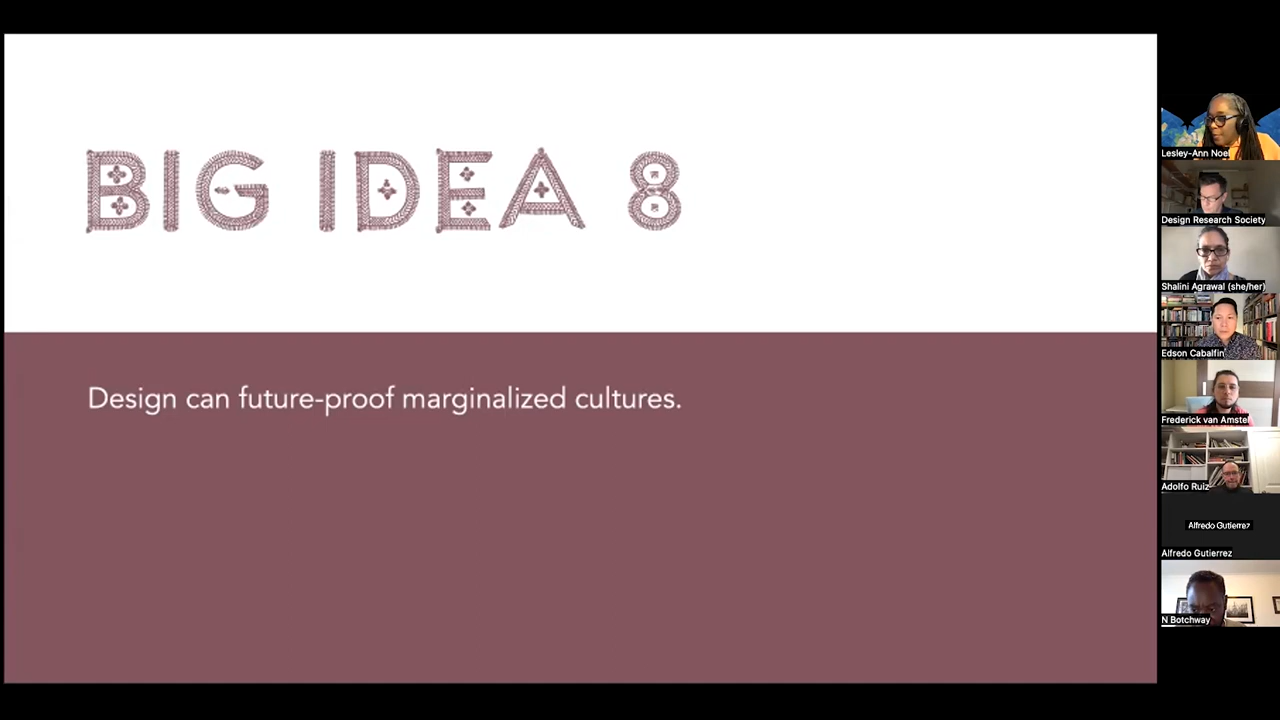 BIG IDEA 8
Design can future-proof marginalized cultures.
Lesley-Ann Noel
Design Research Society
Shalini Agrawal (she/her)
Edson Cabalfin
Frederick van Amstel
Adolfo Ruiz
Alfredo Gutierrez
Alfredo Gutierrez
N Botchway